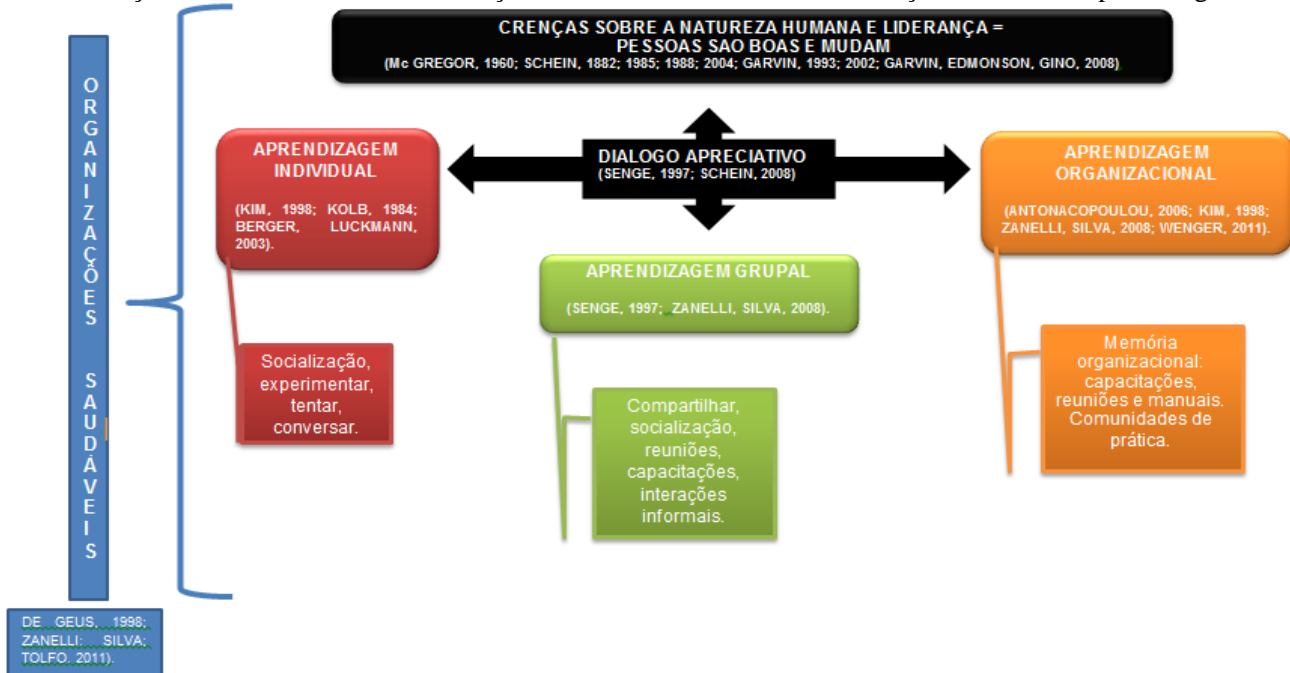 CRENÇAS SOBRE A NATUREZA HUMANA E LIDERANÇA =
PESSOAS SAO BOAS E MUDAM
(Mc GREGOR, 1960; SCHEIN, 1882; 1985; 1988; 2004; GARVIN, 1993; 2002; GARVIN, EDMONSON, GINO, 2008)
ORGANIZAÇÕES SAUDÁVEIS
DE GEUS, 1998;
ZANELLI; SILVA;
TOLFO, 2011).
DIALOGO APRECIATIVO
(SENGE, 1997; SCHEIN, 2008)
APRENDIZAGEM
INDIVIDUAL
(KIM, 1998; KOLB, 1984;
BERGER, LUCKMANN,
2003).
Socialização,
experimentar,
tentar,
conversar.
APRENDIZAGEM GRUPAL
(SENGE, 1997; ZANELLI, SILVA, 2008).
Compartilhar,
socialização,
reuniões,
capacitações,
interações
informais.
APRENDIZAGEM
ORGANIZACIONAL
(ANTONACOPOULOU, 2006; KIM, 1998;
ZANELLI, SILVA, 2008; WENGER, 2011).
Memória
organizacional:
capacitações,
reuniões e manuais.
Comunidades de
prática.